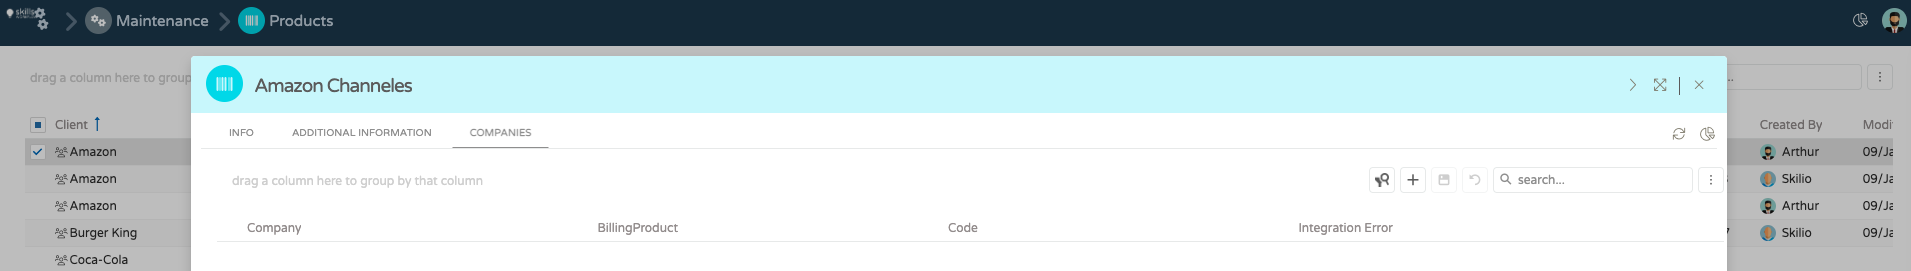 skills
Maintenance
Products
drag a column here to group
Amazon Channeles
INFO
ADDITIONAL INFORMATION
COMPANIES
drag a column here to group by that column
search...
Company
BillingProduct
Code
Integration Error
Client
Amazon
Amazon
Amazon
Burger King
Coca-Cola
Created By
Modi
Arthur
09/Ja
Skilio
09/Ja
Arthur
09/Ja
Skilio
09/Ja